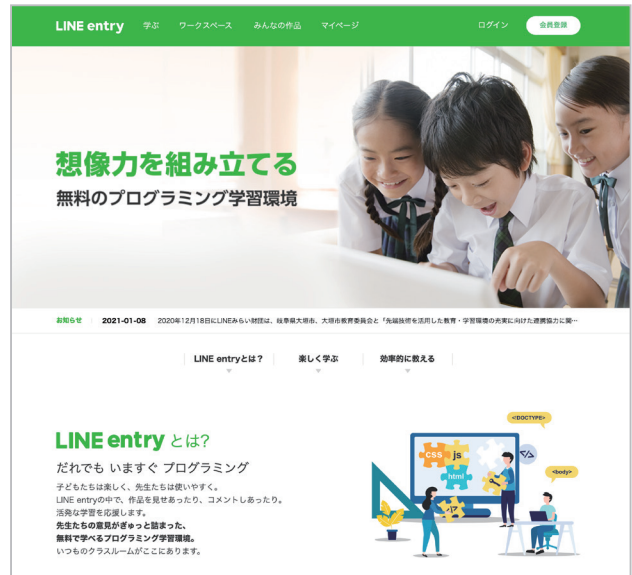 LINE entry 学ぶ ワークスペース みんなの作品 マイページ ログイン 会員登録
想像力を組み立てる
無料のプログラミング学習環境
お知らせ 2021-01-08 2020年12月18日にLINEみらい財団は、岐阜県大垣市、大垣市教育委員会と「先端技術を活用した教育・学習環境の充実に向けた連携協力に関…
LINE entryとは？ 楽しく学ぶ 効率的に教える
LINE entry とは?
だれでも いますぐ プログラミング
子どもたちは楽しく、先生たちは使いやすく。
LINE entryの中で、作品を見せあったり、コメントしあったり。
活発な学習を応援します。
先生たちの意見がぎゅっと詰まった、
無料で学べるプログラミング学習環境。
いつものクラスルームがここにあります。
<!DOCTYPE>
css js
</>
html
<body>
</>